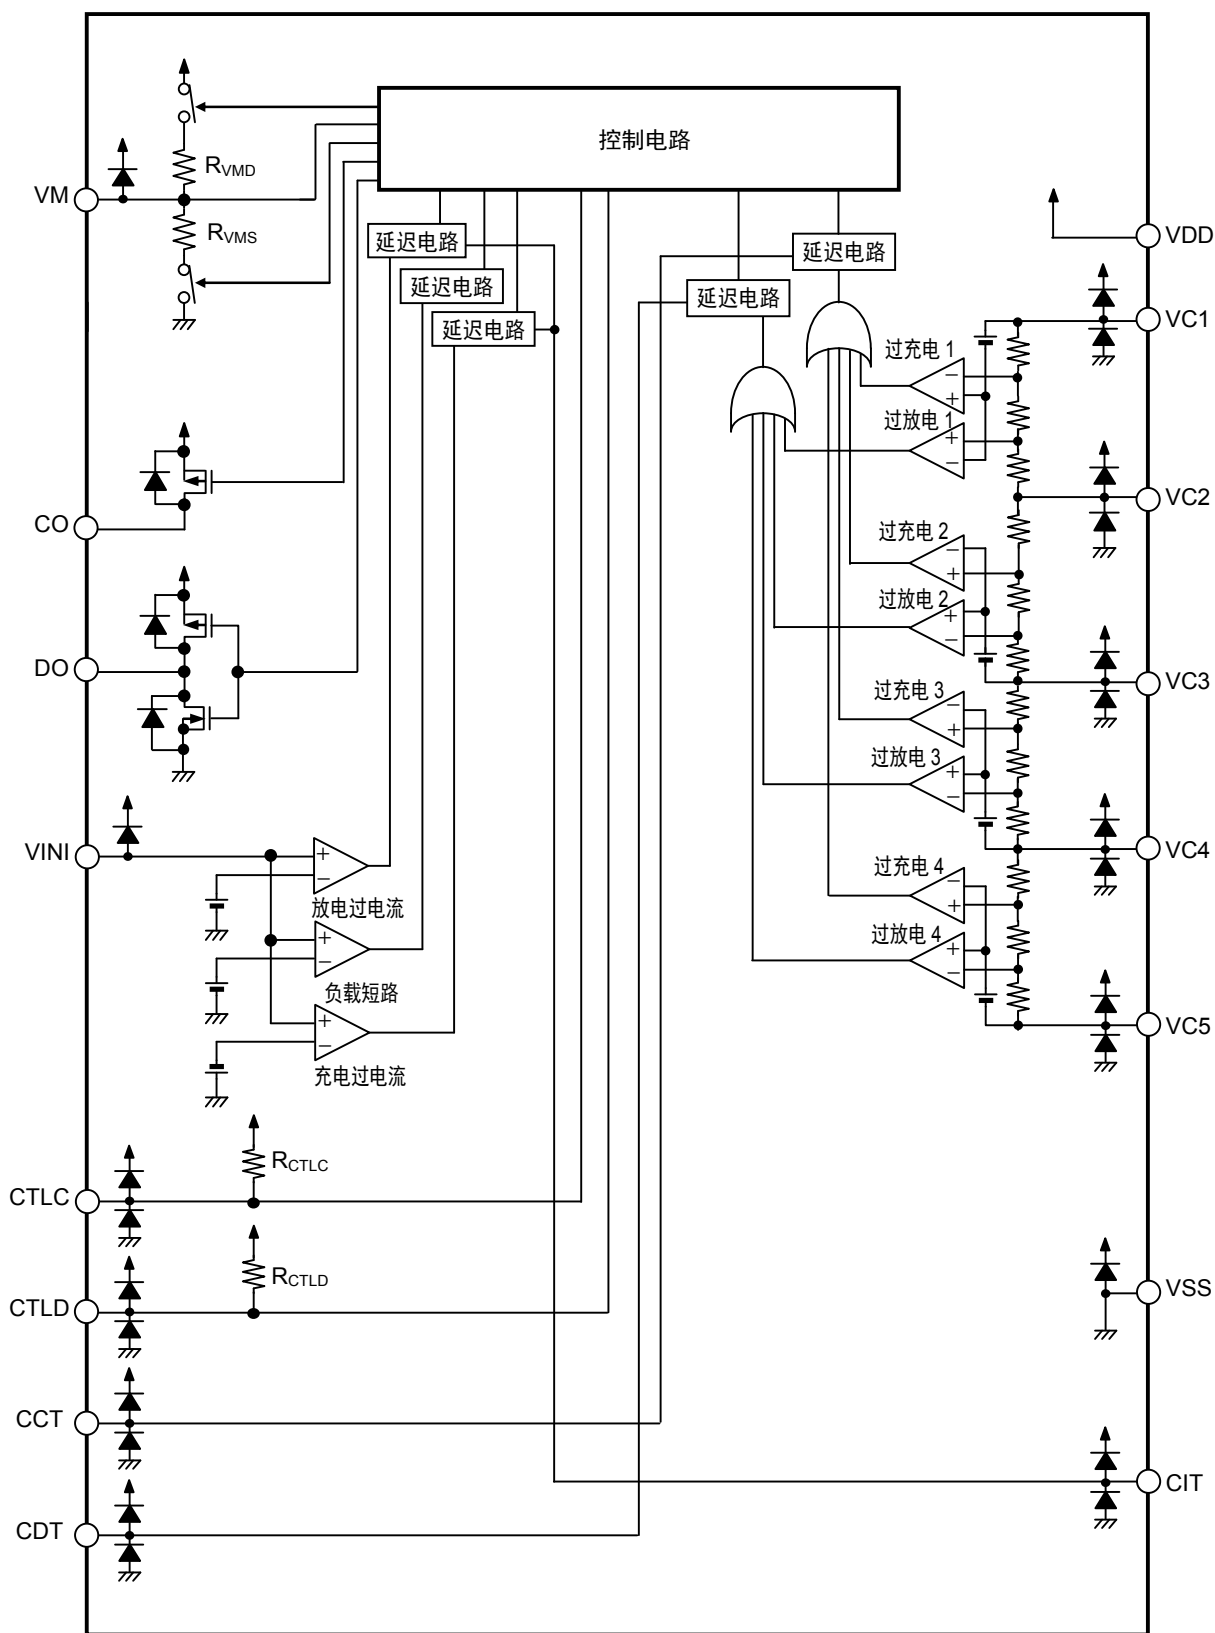 控制电路
R_VMD
VM
R_VMS
延迟电路
延迟电路
VDD
延迟电路
延迟电路
延迟电路
VC1
过充电 1
−
+
过放电 1
+
−
VC2
CO
过充电 2
−
+
过放电 2
+
−
DO
VC3
过充电 3
−
+
过放电 3
+
−
VINI
+
−
VC4
过充电 4
−
+
放电过电流
过放电 4
+
−
+
−
负载短路
VC5
+
−
充电过电流
R_CTLC
CTLC
R_CTLD
CTLD
VSS
CCT
CIT
CDT